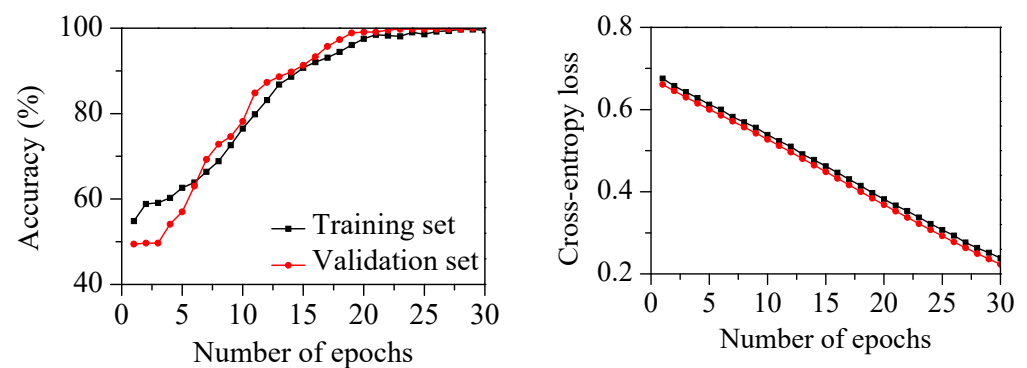 Accuracy (%)
100
80
60
40
Training set
Validation set
0 5 10 15 20 25 30
Number of epochs
Cross-entropy loss
0.8
0.6
0.4
0.2
0 5 10 15 20 25 30
Number of epochs